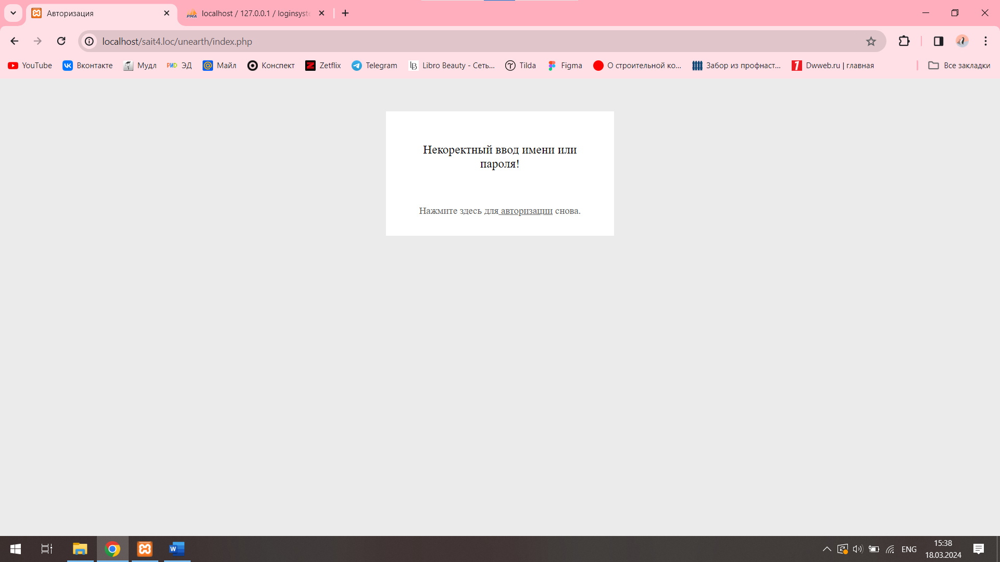 Авторизация
localhost / 127.0.0.1 / loginsyste
localhost/sait4.loc/unearth/index.php
YouTube
Вконтакте
Мудл
ЭД
Майл
Конспект
Zetflix
Telegram
Libro Beauty - Сеть...
Tilda
Figma
О строительной ко...
Забор из профнаст...
Dwweb.ru | главная
Все закладки
Некоректный ввод имени или
пароля!
Нажмите здесь для авторизации снова.
ENG
15:38
18.03.2024